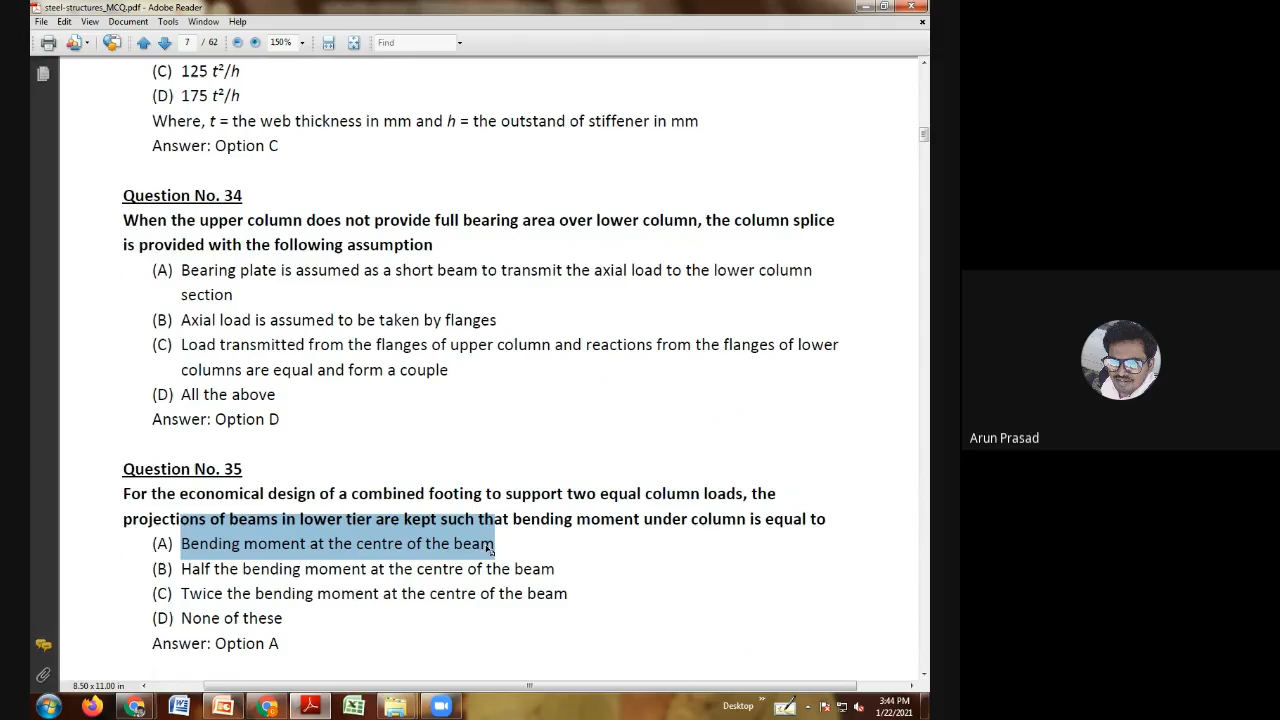 steel-structures_MCQ.pdf - Adobe Reader
File Edit View Document Tools Window Help
7 / 62 150% Find
(C) 125 t²/h
(D) 175 t²/h
Where, t = the web thickness in mm and h = the outstand of stiffener in mm
Answer: Option C
Question No. 34
When the upper column does not provide full bearing area over lower column, the column splice
is provided with the following assumption
(A) Bearing plate is assumed as a short beam to transmit the axial load to the lower column
section
(B) Axial load is assumed to be taken by flanges
(C) Load transmitted from the flanges of upper column and reactions from the flanges of lower
columns are equal and form a couple
(D) All the above
Answer: Option D
Question No. 35
For the economical design of a combined footing to support two equal column loads, the
projections of beams in lower tier are kept such that bending moment under column is equal to
(A) Bending moment at the centre of the beam
(B) Half the bending moment at the centre of the beam
(C) Twice the bending moment at the centre of the beam
(D) None of these
Answer: Option A
8.50 x 11.00 in
Desktop
3:44 PM
1/22/2021
Arun Prasad